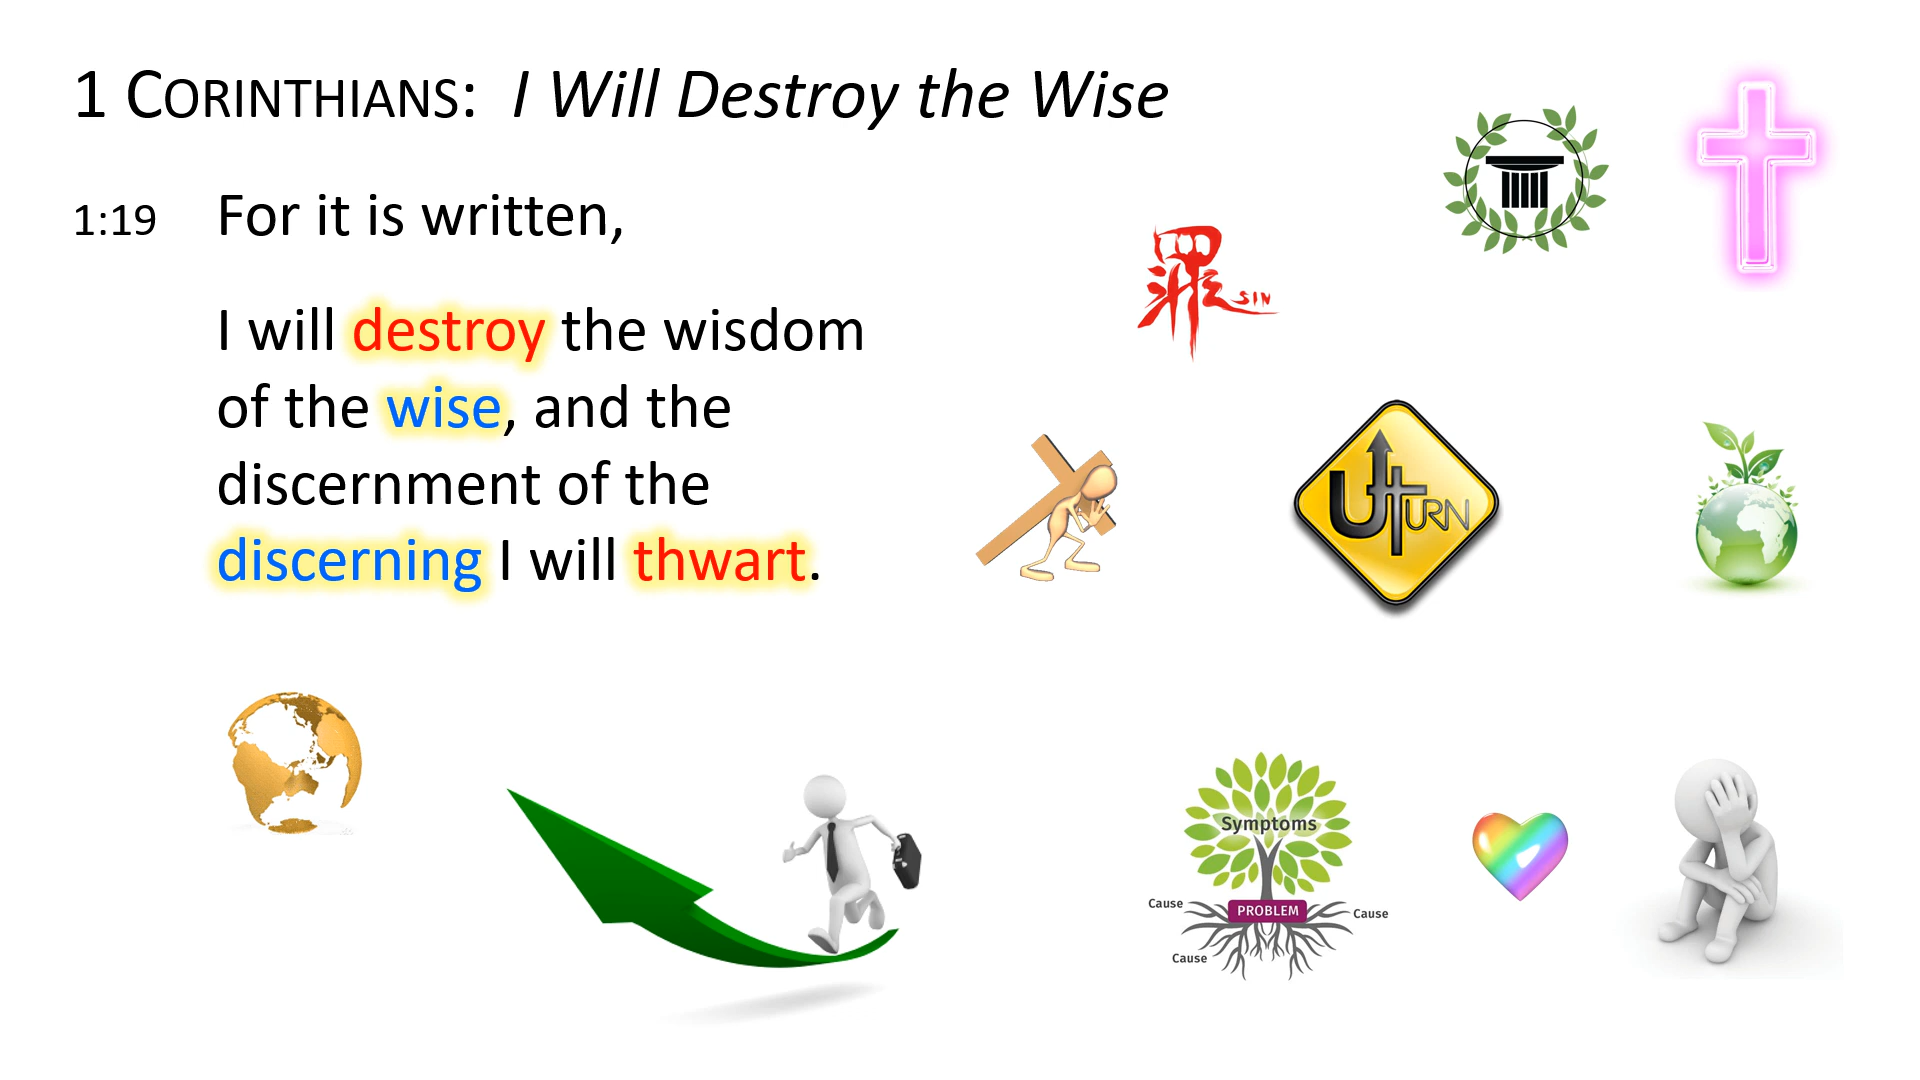 1 CORINTHIANS: I Will Destroy the Wise
1:19 For it is written,
I will destroy the wisdom
of the wise, and the
discernment of the
discerning I will thwart.
罪 SIN
U TURN
Symptoms
Cause
PROBLEM
Cause
Cause